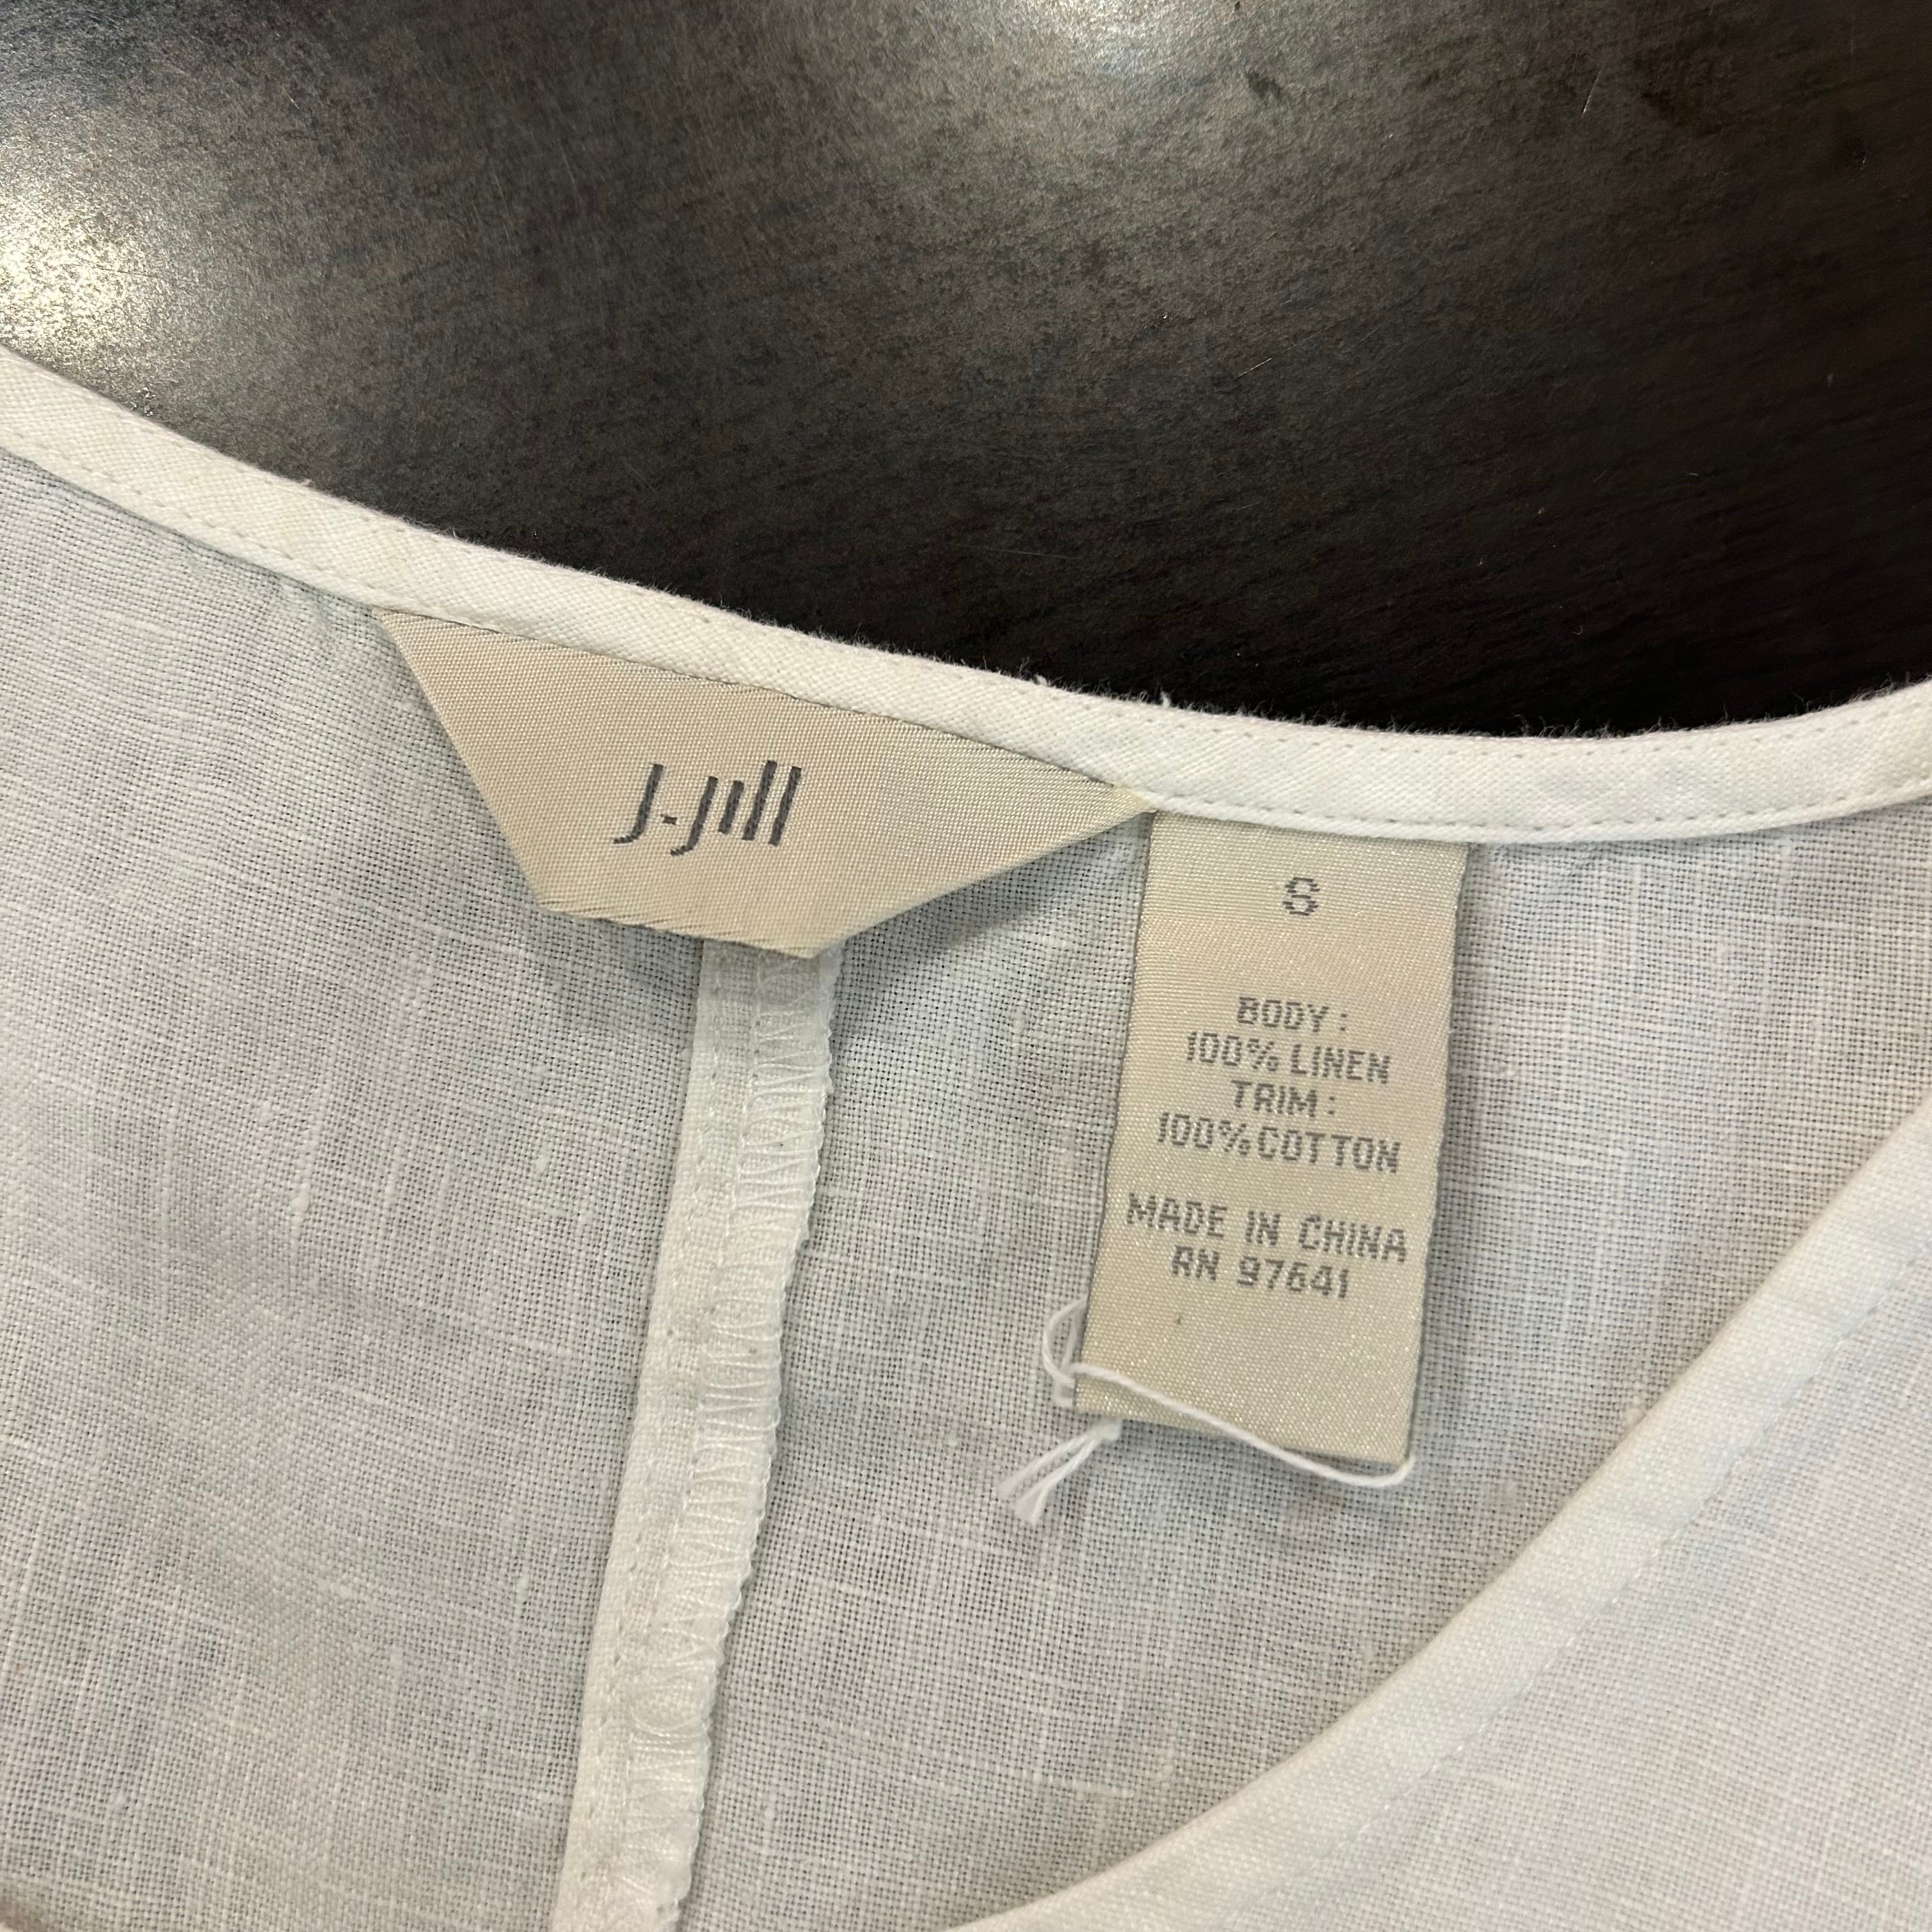 J.Jill
S
BODY:
100% LINEN
TRIM:
100% COTTON
MADE IN CHINA
RN 97641